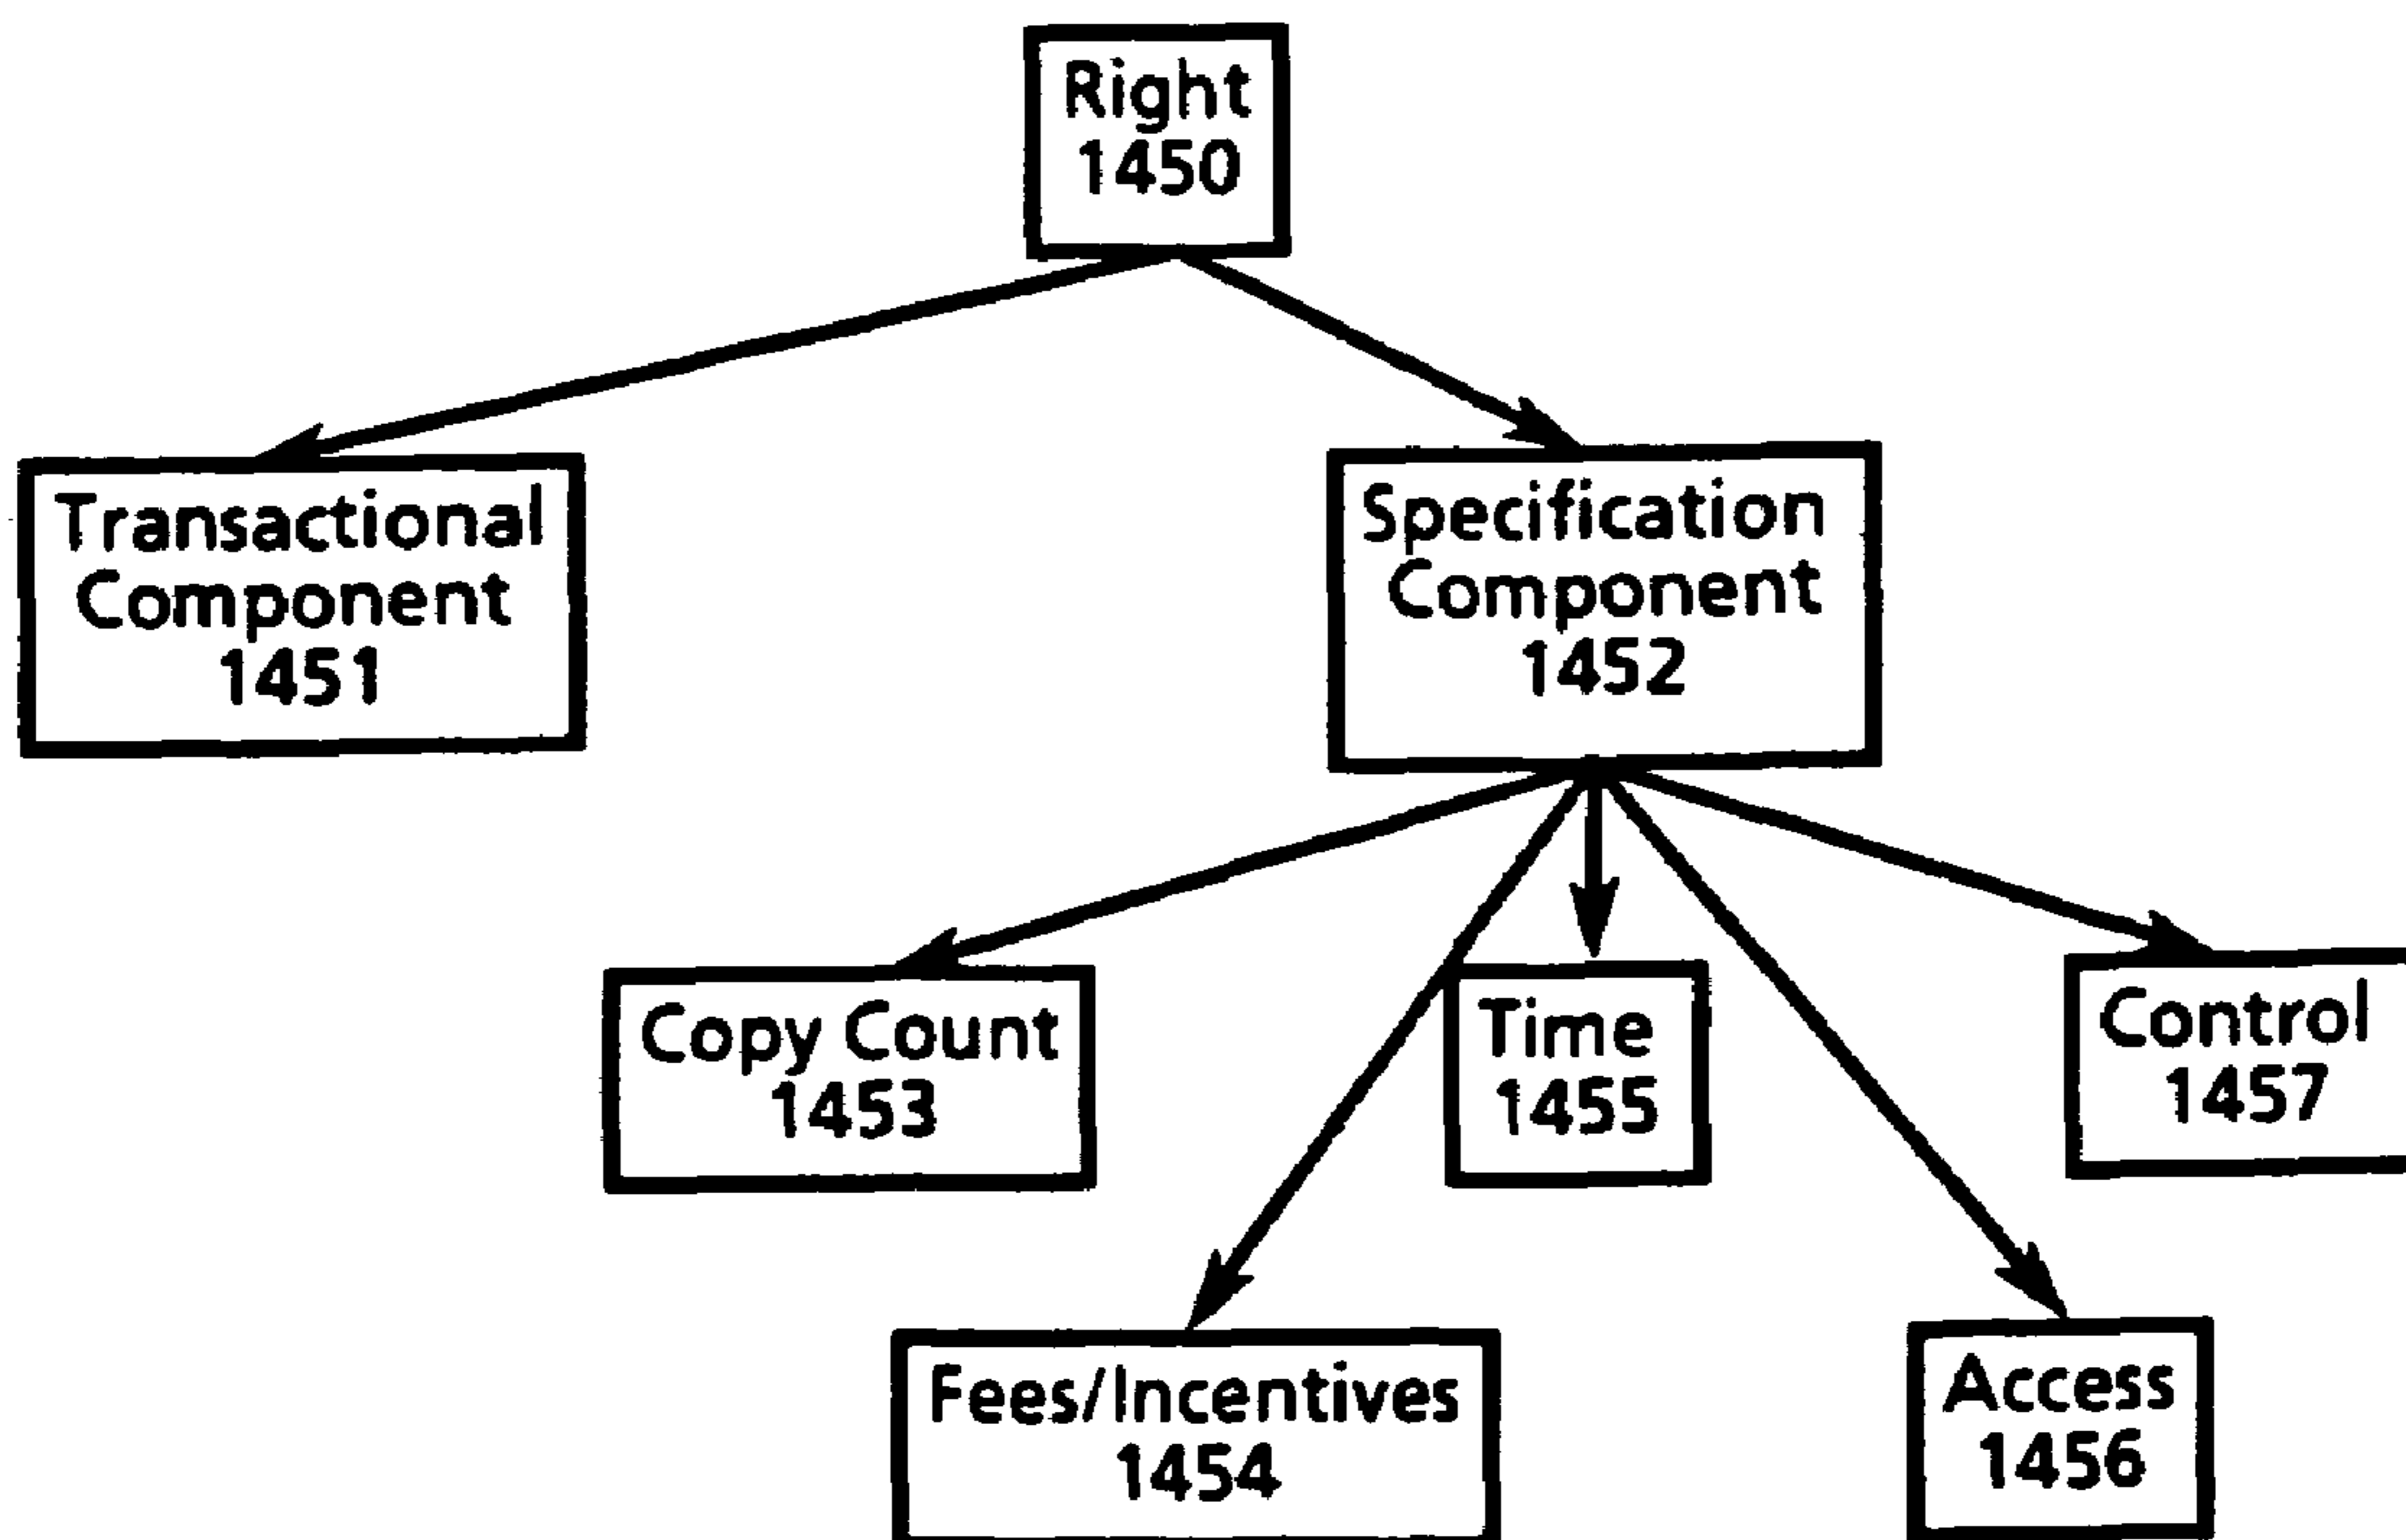 Right
1450
Transactional
Component
1451
Specification
Component
1452
Copy Count
1453
Time
1455
Control
1457
Fees/Incentives
1454
Access
1456